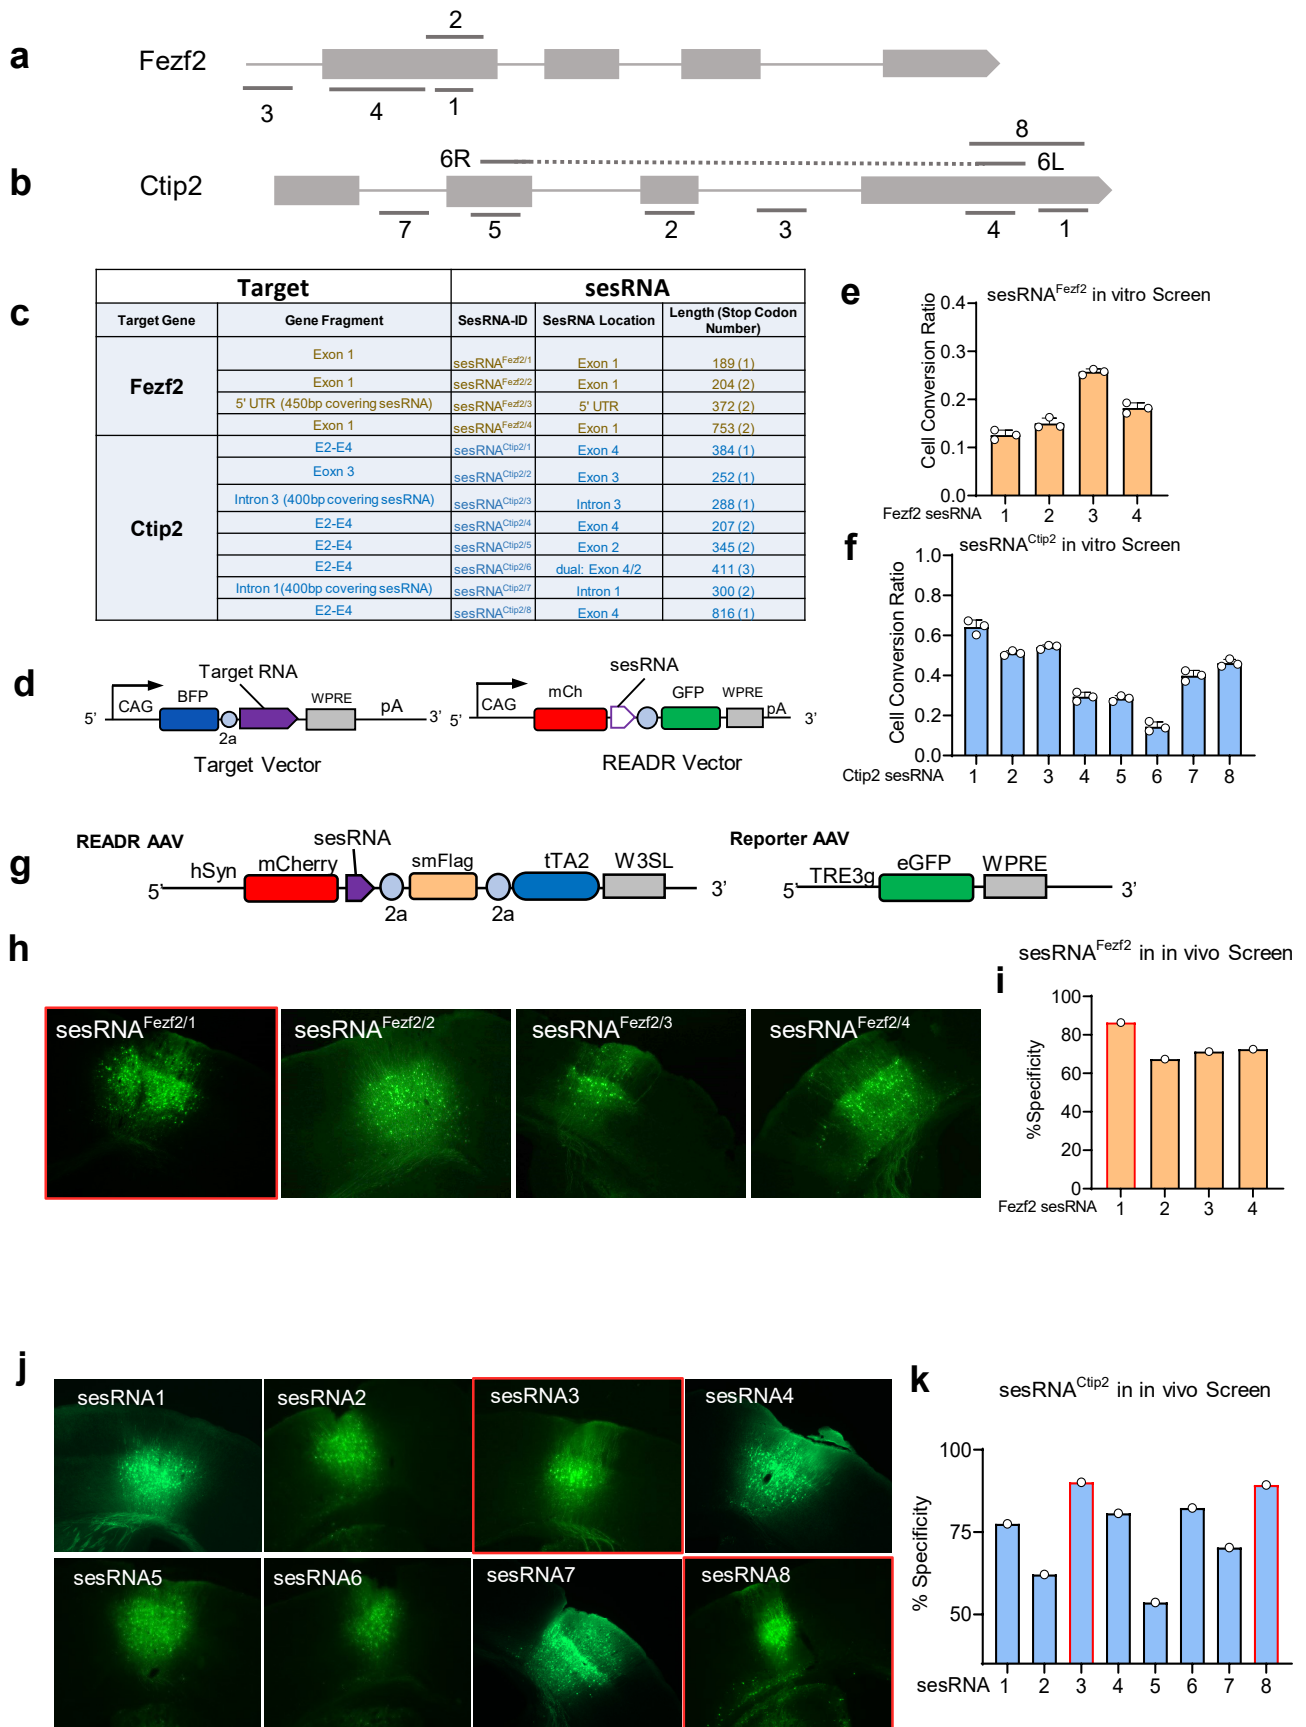 a
Fezf2
2
3
4
1
b
Ctip2
6R
8
6L
7
5
2
3
4
1
c
Target
sesRNA
Target Gene
Gene Fragment
SesRNA-ID
SesRNA Location
Length (Stop Codon Number)
Fezf2
Exon 1
sesRNAFezf2/1
Exon 1
189 (1)
Exon 1
sesRNAFezf2/2
Exon 1
204 (2)
5' UTR (450bp covering sesRNA)
sesRNAFezf2/3
5' UTR
372 (2)
Exon 1
sesRNAFezf2/4
Exon 1
753 (2)
Ctip2
E2-E4
sesRNACtip2/1
Exon 4
384 (1)
Eoxn 3
sesRNACtip2/2
Exon 3
252 (1)
Intron 3 (400bp covering sesRNA)
sesRNACtip2/3
Intron 3
288 (1)
E2-E4
sesRNACtip2/4
Exon 4
207 (2)
E2-E4
sesRNACtip2/5
Exon 2
345 (2)
E2-E4
sesRNACtip2/6
dual: Exon 4/2
411 (3)
Intron 1(400bp covering sesRNA)
sesRNACtip2/7
Intron 1
300 (2)
E2-E4
sesRNACtip2/8
Exon 4
816 (1)
d
5'
CAG
BFP
2a
Target RNA
WPRE
pA
3'
Target Vector
5'
CAG
mCh
sesRNA
GFP
WPRE
pA
3'
READR Vector
e
sesRNAFezf2 in vitro Screen
Cell Conversion Ratio
0.4
0.3
0.2
0.1
0.0
Fezf2 sesRNA
1 2 3 4
f
sesRNACtip2 in vitro Screen
Cell Conversion Ratio
1.0
0.8
0.6
0.4
0.2
0.0
Ctip2 sesRNA
1 2 3 4 5 6 7 8
g
READR AAV
5'
hSyn
mCherry
sesRNA
2a
smFlag
2a
tTA2
W3SL
3'
Reporter AAV
5'
TRE3g
eGFP
WPRE
3'
h
sesRNAFezf2/1
sesRNAFezf2/2
sesRNAFezf2/3
sesRNAFezf2/4
i
sesRNAFezf2 in in vivo Screen
%Specificity
100
80
60
40
20
0
Fezf2 sesRNA
1 2 3 4
j
sesRNA1
sesRNA2
sesRNA3
sesRNA4
sesRNA5
sesRNA6
sesRNA7
sesRNA8
k
sesRNACtip2 in in vivo Screen
% Specificity
100
75
50
sesRNA 1 2 3 4 5 6 7 8